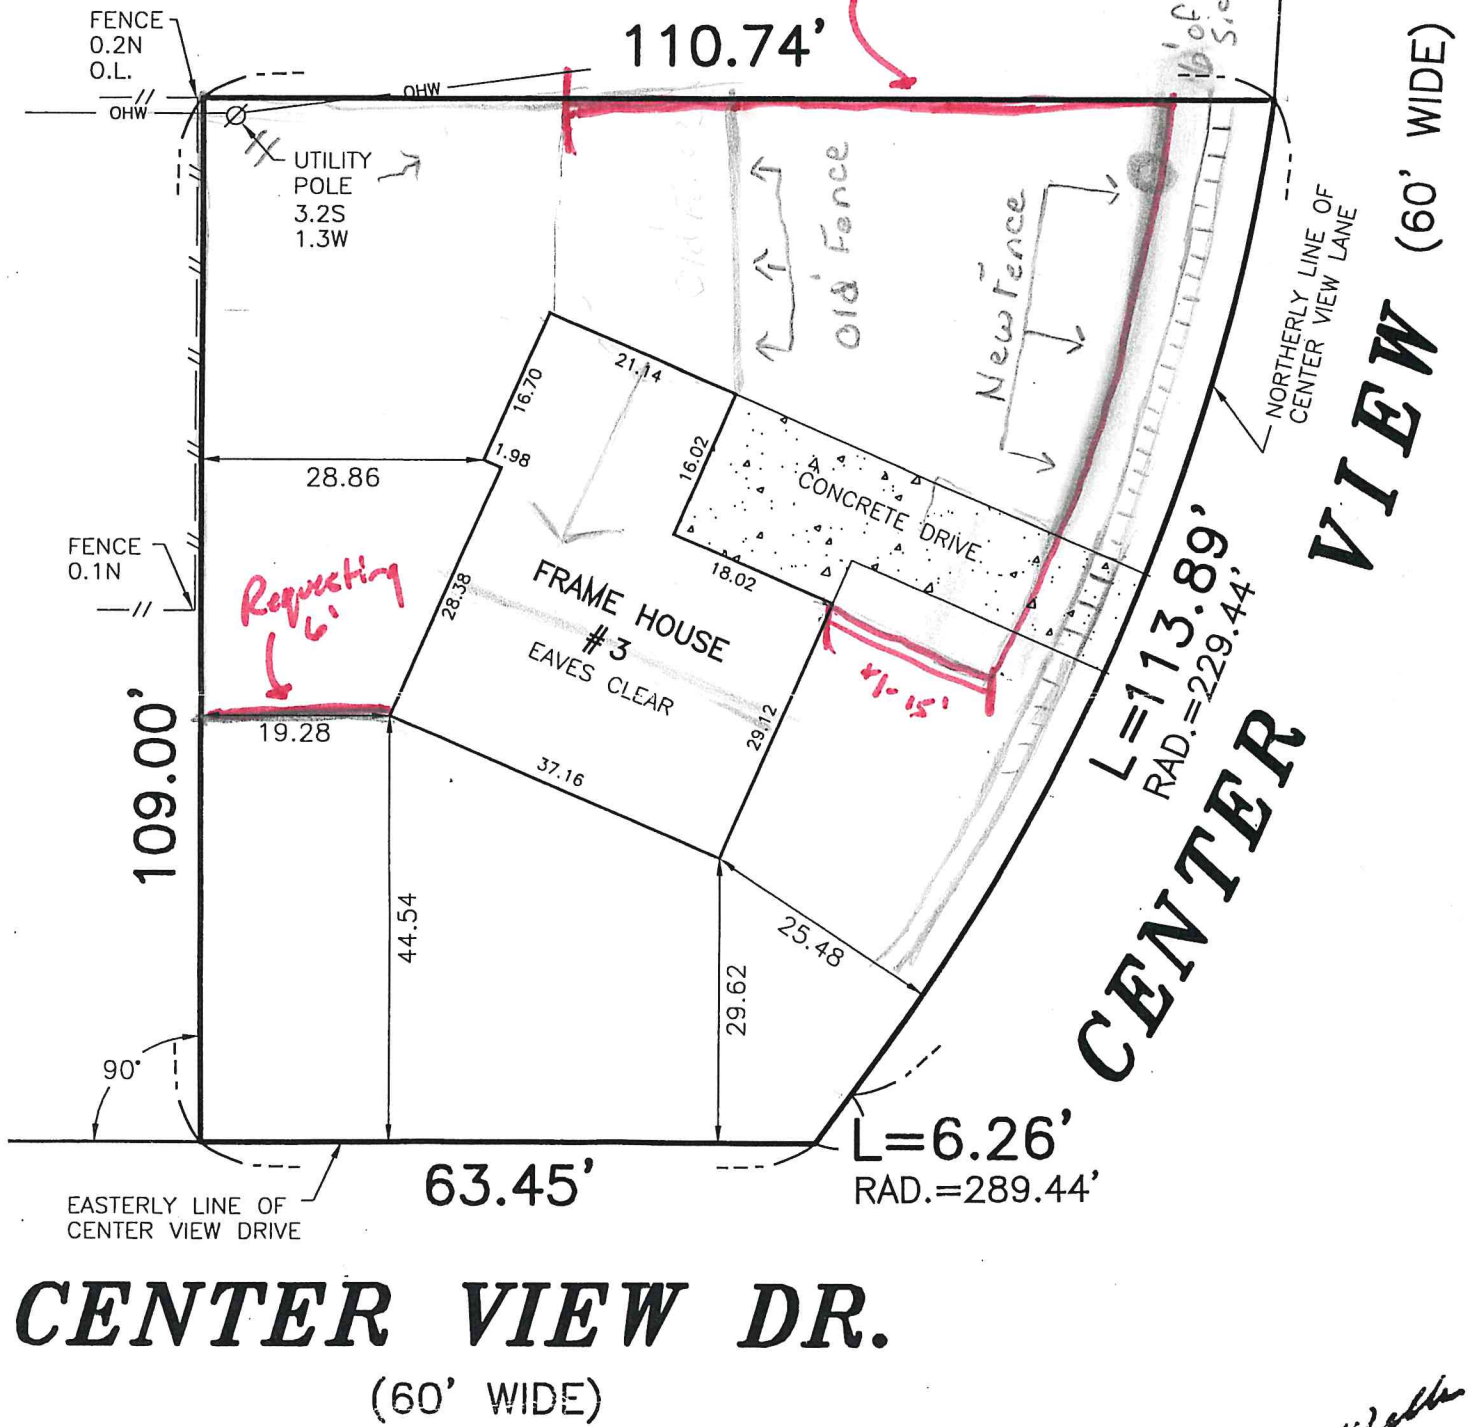 FENCE
0.2N
O.L.
110.74'
6' of
(60' WIDE)
OHW
OHW
UTILITY
POLE
3.2S
1.3W
Old Fence
Old Fence
New Fence
NORTHERLY LINE OF
CENTER VIEW LANE
VIEW
21.14
16.70
1.98
28.86
16.02
CONCRETE DRIVE
FENCE
0.1N
Requesting
6'
18.02
28.38
FRAME HOUSE
#3
EAVES CLEAR
+/- 15'
L=113.89'
RAD.=229.44'
19.28
109.00'
29.12
37.16
CENTER
44.54
25.48
29.62
90°
L=6.26'
RAD.=289.44'
63.45'
EASTERLY LINE OF
CENTER VIEW DRIVE
CENTER VIEW DR.
(60' WIDE)